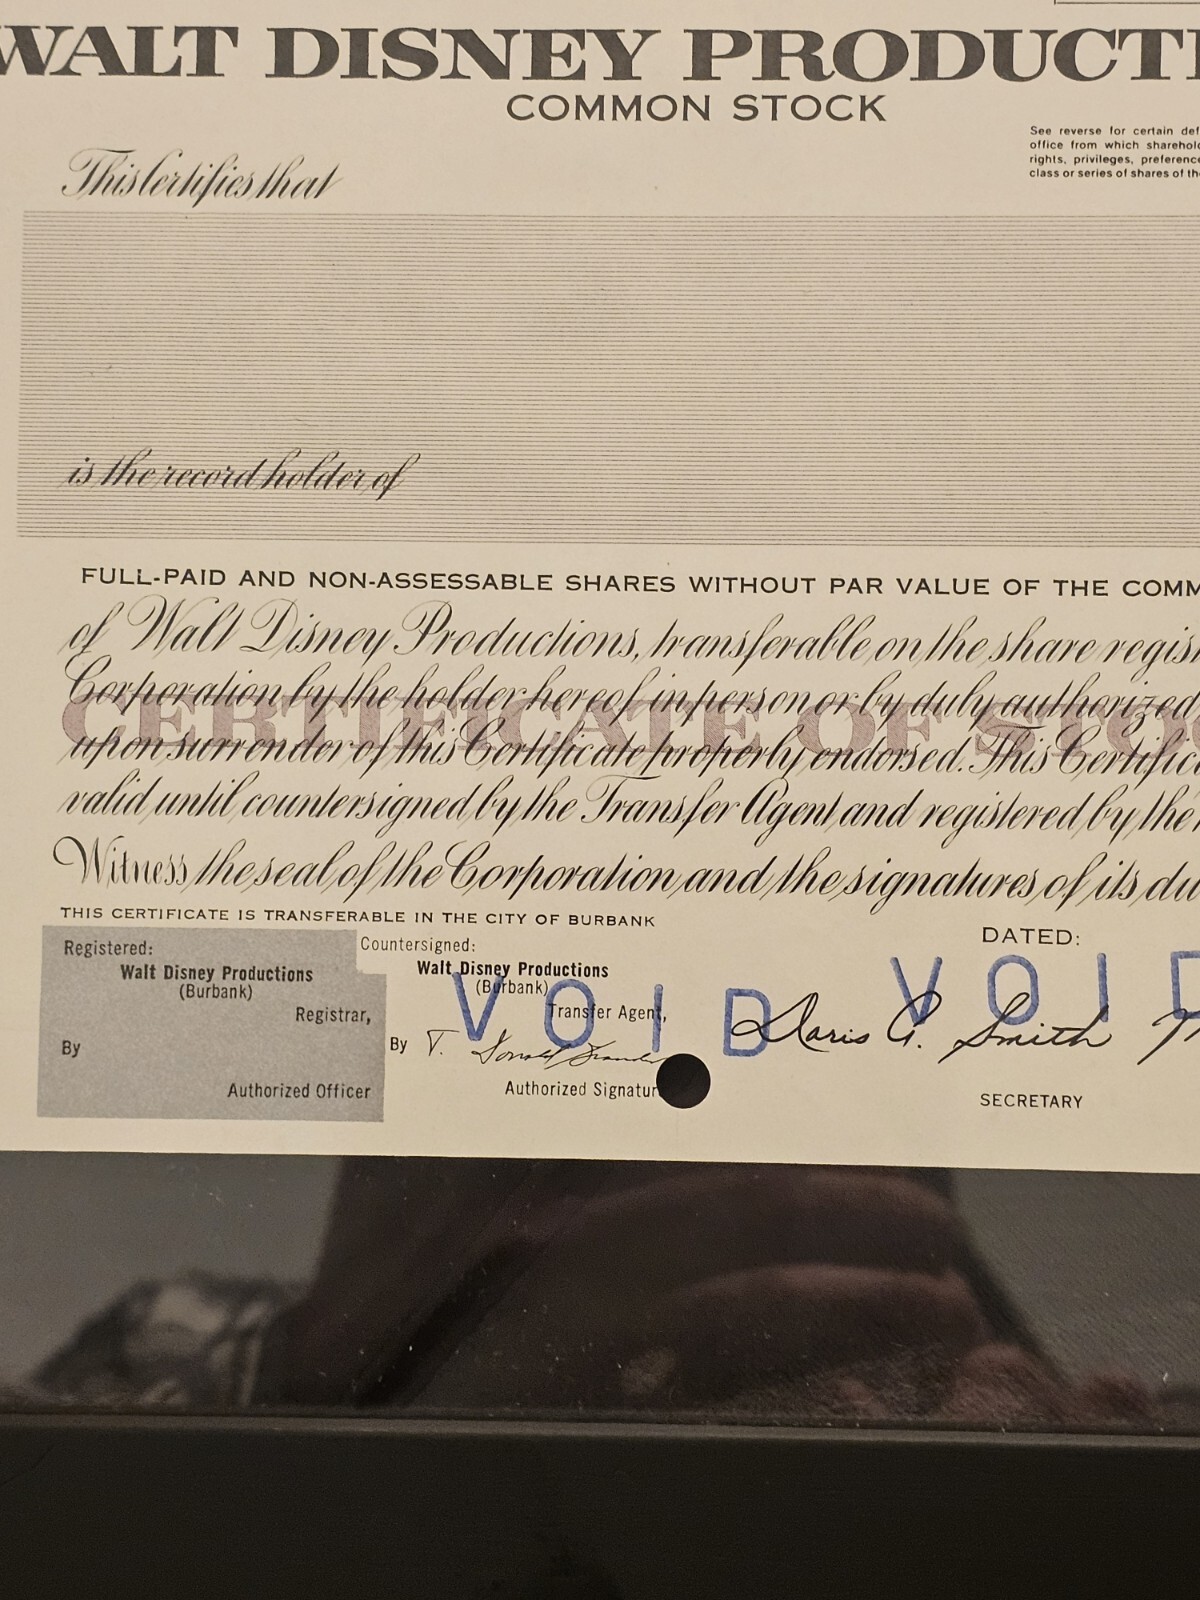 WALT DISNEY PRODUCTI
COMMON STOCK
See reverse for certain def
office from which sharehol
rights, privileges, preference
class or series of shares of th
This Certifies that
is the record holder of
FULL-PAID AND NON-ASSESSABLE SHARES WITHOUT PAR VALUE OF THE COMM
of Walt Disney Productions, transferable on the share regis
Corporation by the holder hereof in person or by duly authorized
CERTIFICATE OF STOC
upon surrender of this Certificate properly endorsed. This Certific
valid until countersigned by the Transfer Agent and registered by the
Witness the seal of the Corporation and the signatures of its du
THIS CERTIFICATE IS TRANSFERABLE IN THE CITY OF BURBANK
Registered:
Walt Disney Productions
(Burbank)
Registrar,
By
Authorized Officer
Countersigned:
Walt Disney Productions
(Burbank)
Transfer Agent,
By T. Donald
Authorized Signatur
VOID
DATED:
VOID
Doris A. Smith
SECRETARY